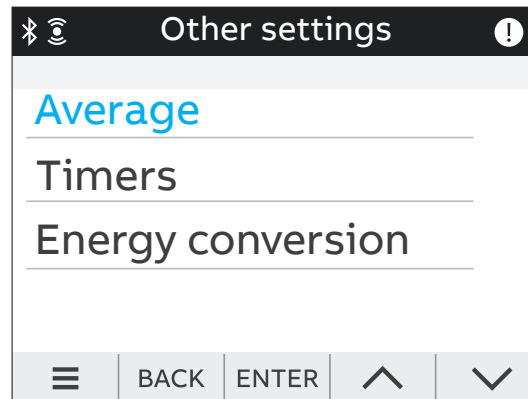 Other settings
Average
Timers
Energy conversion
BACK ENTER